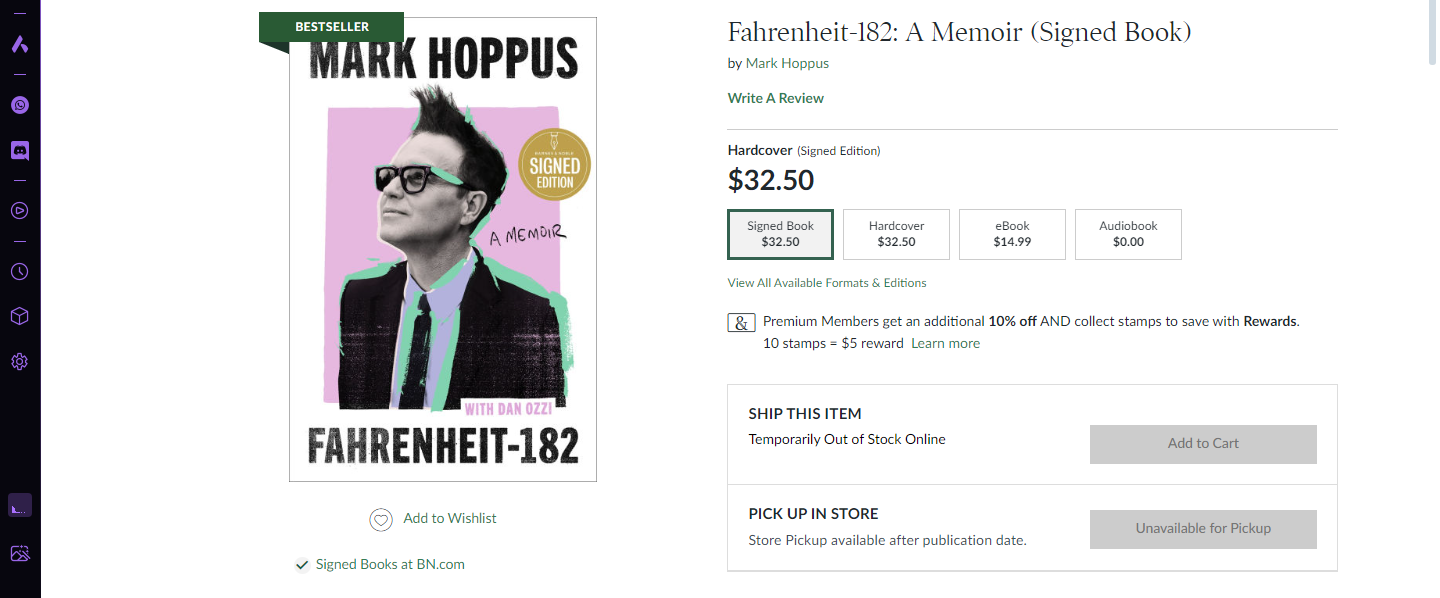 BESTSELLER
MARK HOPPUS
SIGNED
EDITION
A MEMOIR
WITH DAN OZZI
FAHRENHEIT-182
Add to Wishlist
Signed Books at BN.com
Fahrenheit-182: A Memoir (Signed Book)
by Mark Hoppus
Write A Review
Hardcover (Signed Edition)
$32.50
Signed Book
$32.50
Hardcover
$32.50
eBook
$14.99
Audiobook
$0.00
View All Available Formats & Editions
& Premium Members get an additional 10% off AND collect stamps to save with Rewards.
10 stamps = $5 reward Learn more
SHIP THIS ITEM
Temporarily Out of Stock Online
Add to Cart
PICK UP IN STORE
Store Pickup available after publication date.
Unavailable for Pickup